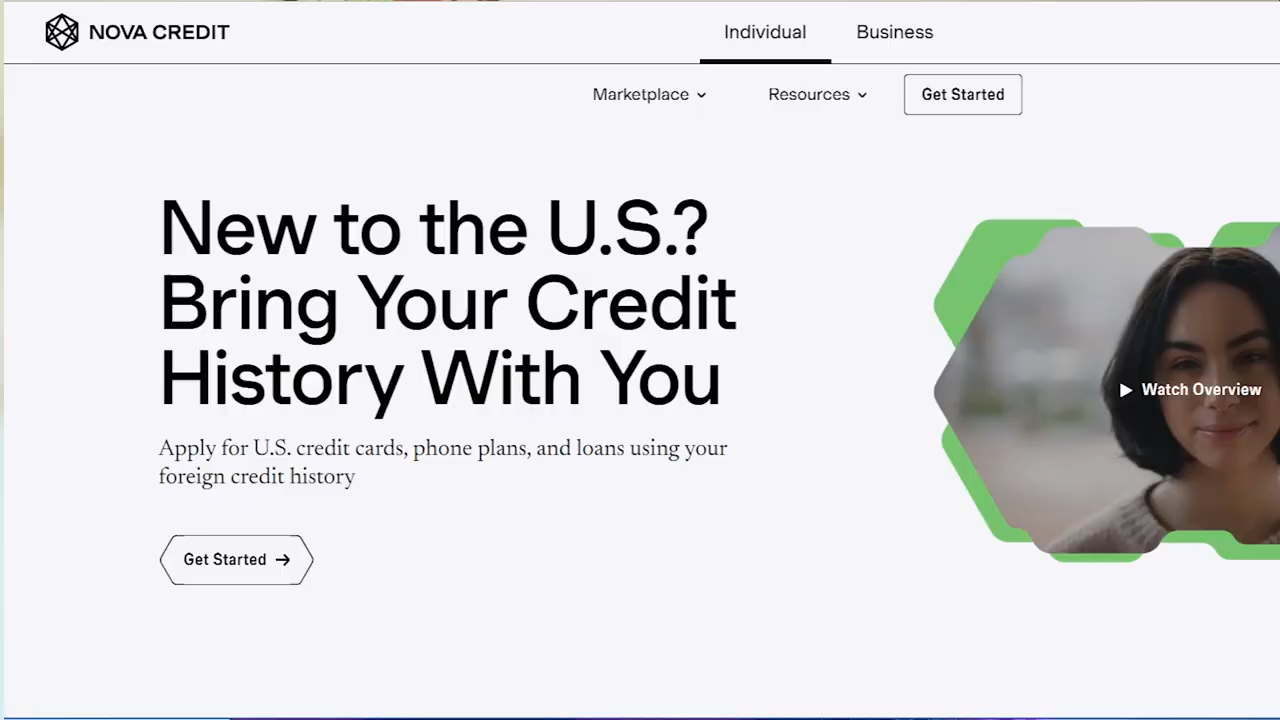 NOVA CREDIT
Individual
Business
Marketplace
Resources
Get Started
New to the U.S.?
Bring Your Credit
History With You
Apply for U.S. credit cards, phone plans, and loans using your
foreign credit history
Get Started
Watch Overview